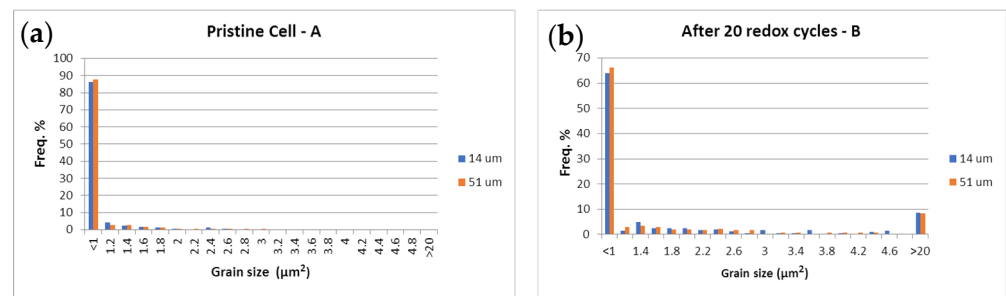 (a)
Pristine Cell - A
100
90
80
70
60
50
40
30
20
10
0
Freq. %
<1 1.2 1.4 1.6 1.8 2 2.2 2.4 2.6 2.8 3 3.2 3.4 3.6 3.8 4 4.2 4.4 4.6 4.8 >20
Grain size (µm²)
14 um
51 um
(b)
After 20 redox cycles - B
70
60
50
40
30
20
10
0
Freq. %
<1 1.4 1.8 2.2 2.6 3 3.4 3.8 4.2 4.6 >20
Grain size (µm²)
14 um
51 um